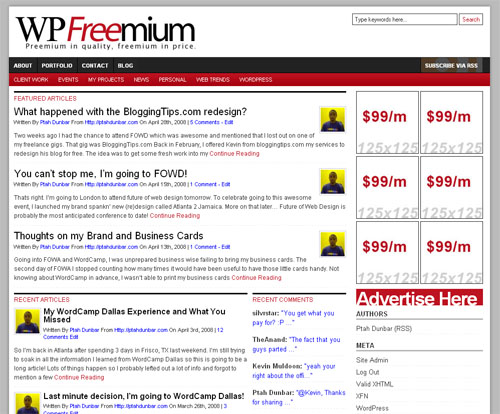 WP Freemium
Preemium in quality, freemium in price.
Type keywords here...
Search
ABOUT PORTFOLIO CONTACT BLOG
SUBSCRIBE VIA RSS
CLIENT WORK EVENTS MY PROJECTS NEWS PERSONAL WEB TRENDS WORDPRESS
FEATURED ARTICLES
What happened with the BloggingTips.com redesign?
Written By Ptah Dunbar From http://ptahdunbar.com On April 28th, 2008 | 5 Comments - Edit
Two weeks ago I had the chance to attend FOWD which was awesome and mentioned that I lost out on one of
my freelance gigs. That gig was BloggingTips.com Back in February, I offered Kevin from bloggingtips.com my services to
redesign his blog for free. The idea was to get some fresh work into my Continue Reading
You can't stop me, I'm going to FOWD!
Written By Ptah Dunbar From http://ptahdunbar.com On April 15th, 2008 | 1 Comment - Edit
Thats right. I'm going to London to attend future of web design tomorrow. To celebrate going to this awesome
event, I launched my brand spankin' new (re)design called Atlanta 2 Jamaica. More on that later... Future of Web Design is
probably the most anticipated conference to date! Continue Reading
Thoughts on my Brand and Business Cards
Written By Ptah Dunbar From http://ptahdunbar.com On April 13th, 2008 | 1 Comment - Edit
Going into FOWA and WordCamp, I was unprepared business wise failing to bring my business cards. The
second day of FOWA I stopped counting how many times it would have been useful to have those little cards handy. Not
knowing about WordCamp in advance, I wasn't able to print my business cards Continue Reading
$99/m $99/m
125x125 125x125
$99/m $99/m
125x125 125x125
$99/m $99/m
125x125 125x125
Advertise Here
RECENT ARTICLES
My WordCamp Dallas Experience and What You
Missed
Written By Ptah Dunbar From http://ptahdunbar.com On April 3rd, 2008 | 12
Comments Edit
So I'm back in Atlanta after spending 3 days in Frisco, TX last weekend. I'm still trying
to soak in all the information I learned from WordCamp Dallas so this is going to be a
long article! Lots of things happen so I probably lefted out a lot of info and forgot to
mention a few Continue Reading
Last minute decision, I'm going to WordCamp Dallas!
Written By Ptah Dunbar From http://ptahdunbar.com On March 26th, 2008 | 3
Comments Edit
RECENT COMMENTS
silvrstar: "You get what you
pay for? :P ..."
TheAnand: "The fact that you
guys parted ..."
Kevin Muldoon: "yeah your
right about the offi..."
Ptah Dunbar: "@Kevin, Thanks
for sharing ..."
AUTHORS
Ptah Dunbar (RSS)
META
Site Admin
Log Out
Valid XHTML
XFN
WordPress